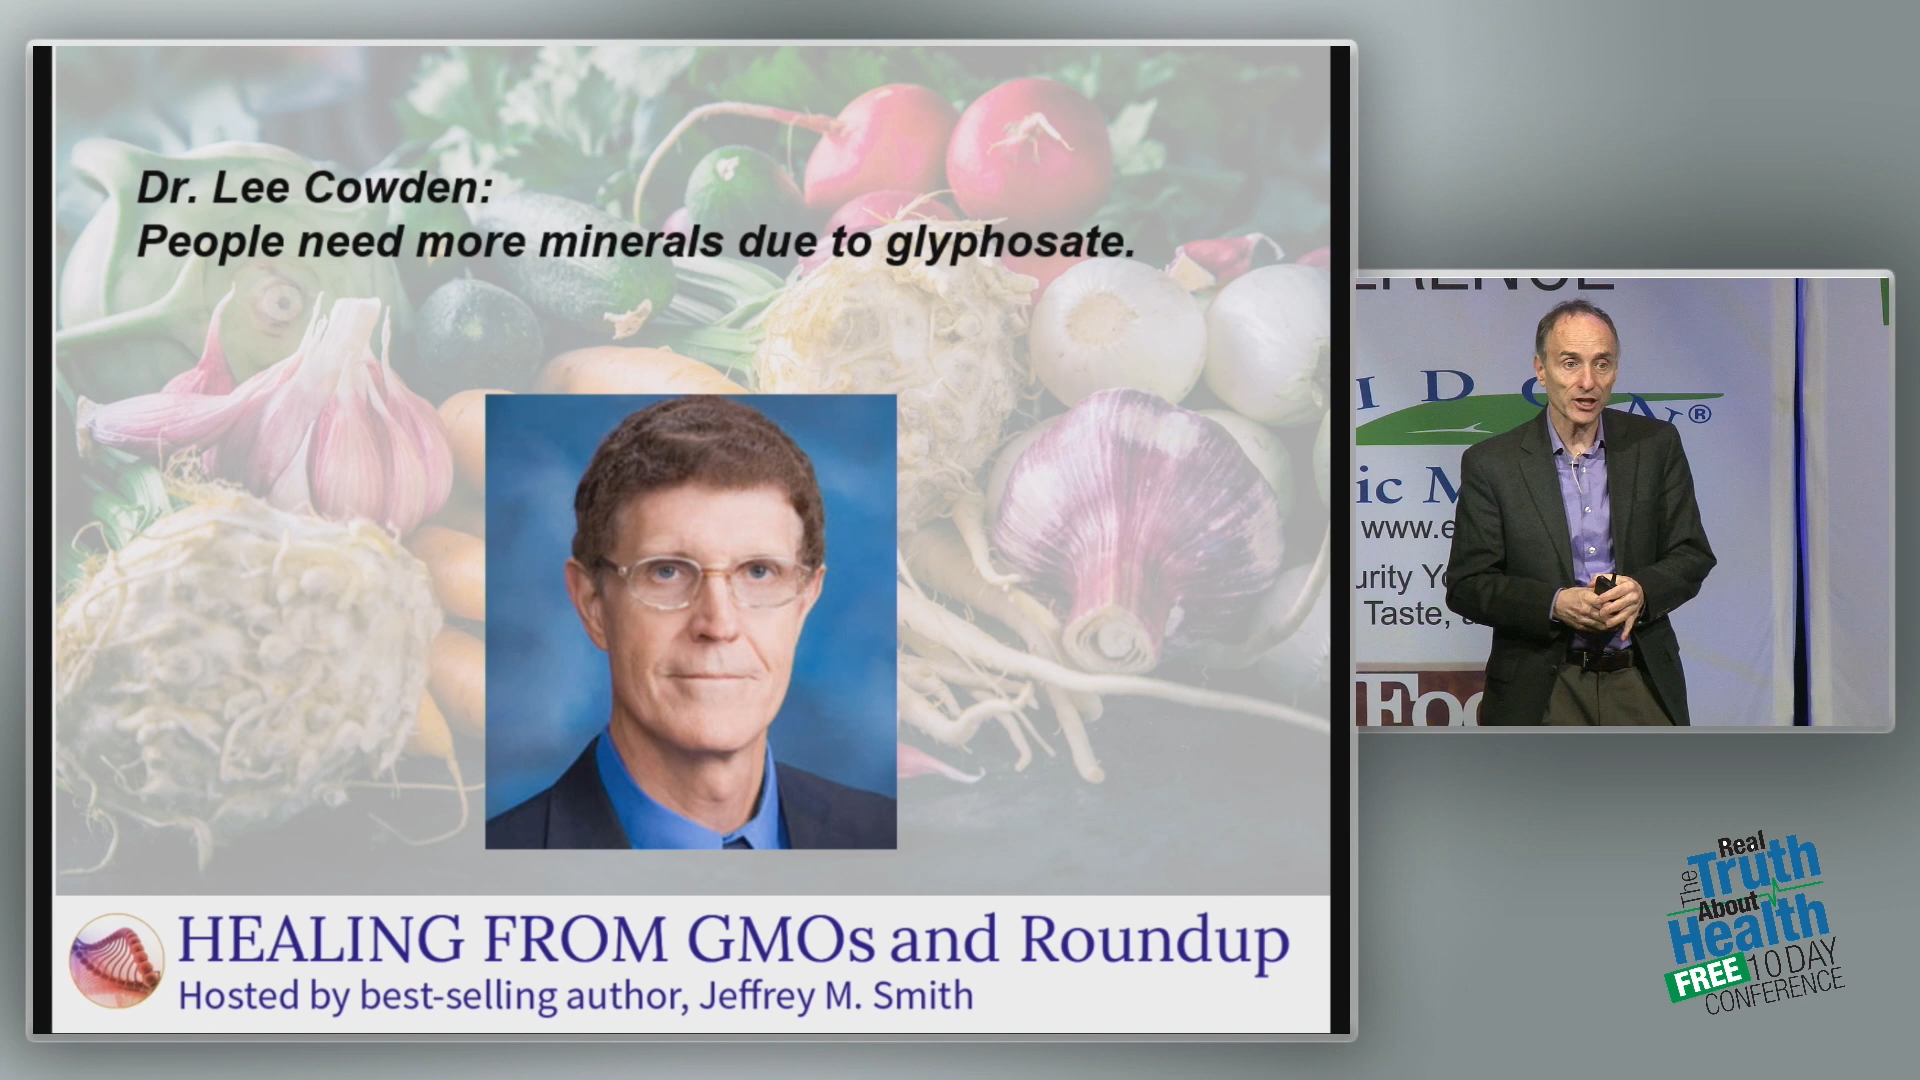 Dr. Lee Cowden:
People need more minerals due to glyphosate.
HEALING FROM GMOs and Roundup
Hosted by best-selling author, Jeffrey M. Smith
I D O N®
ic M
www.e
urity Yo
Taste, a
Foo
The Real
Truth
About
Health
FREE 10 DAY
CONFERENCE